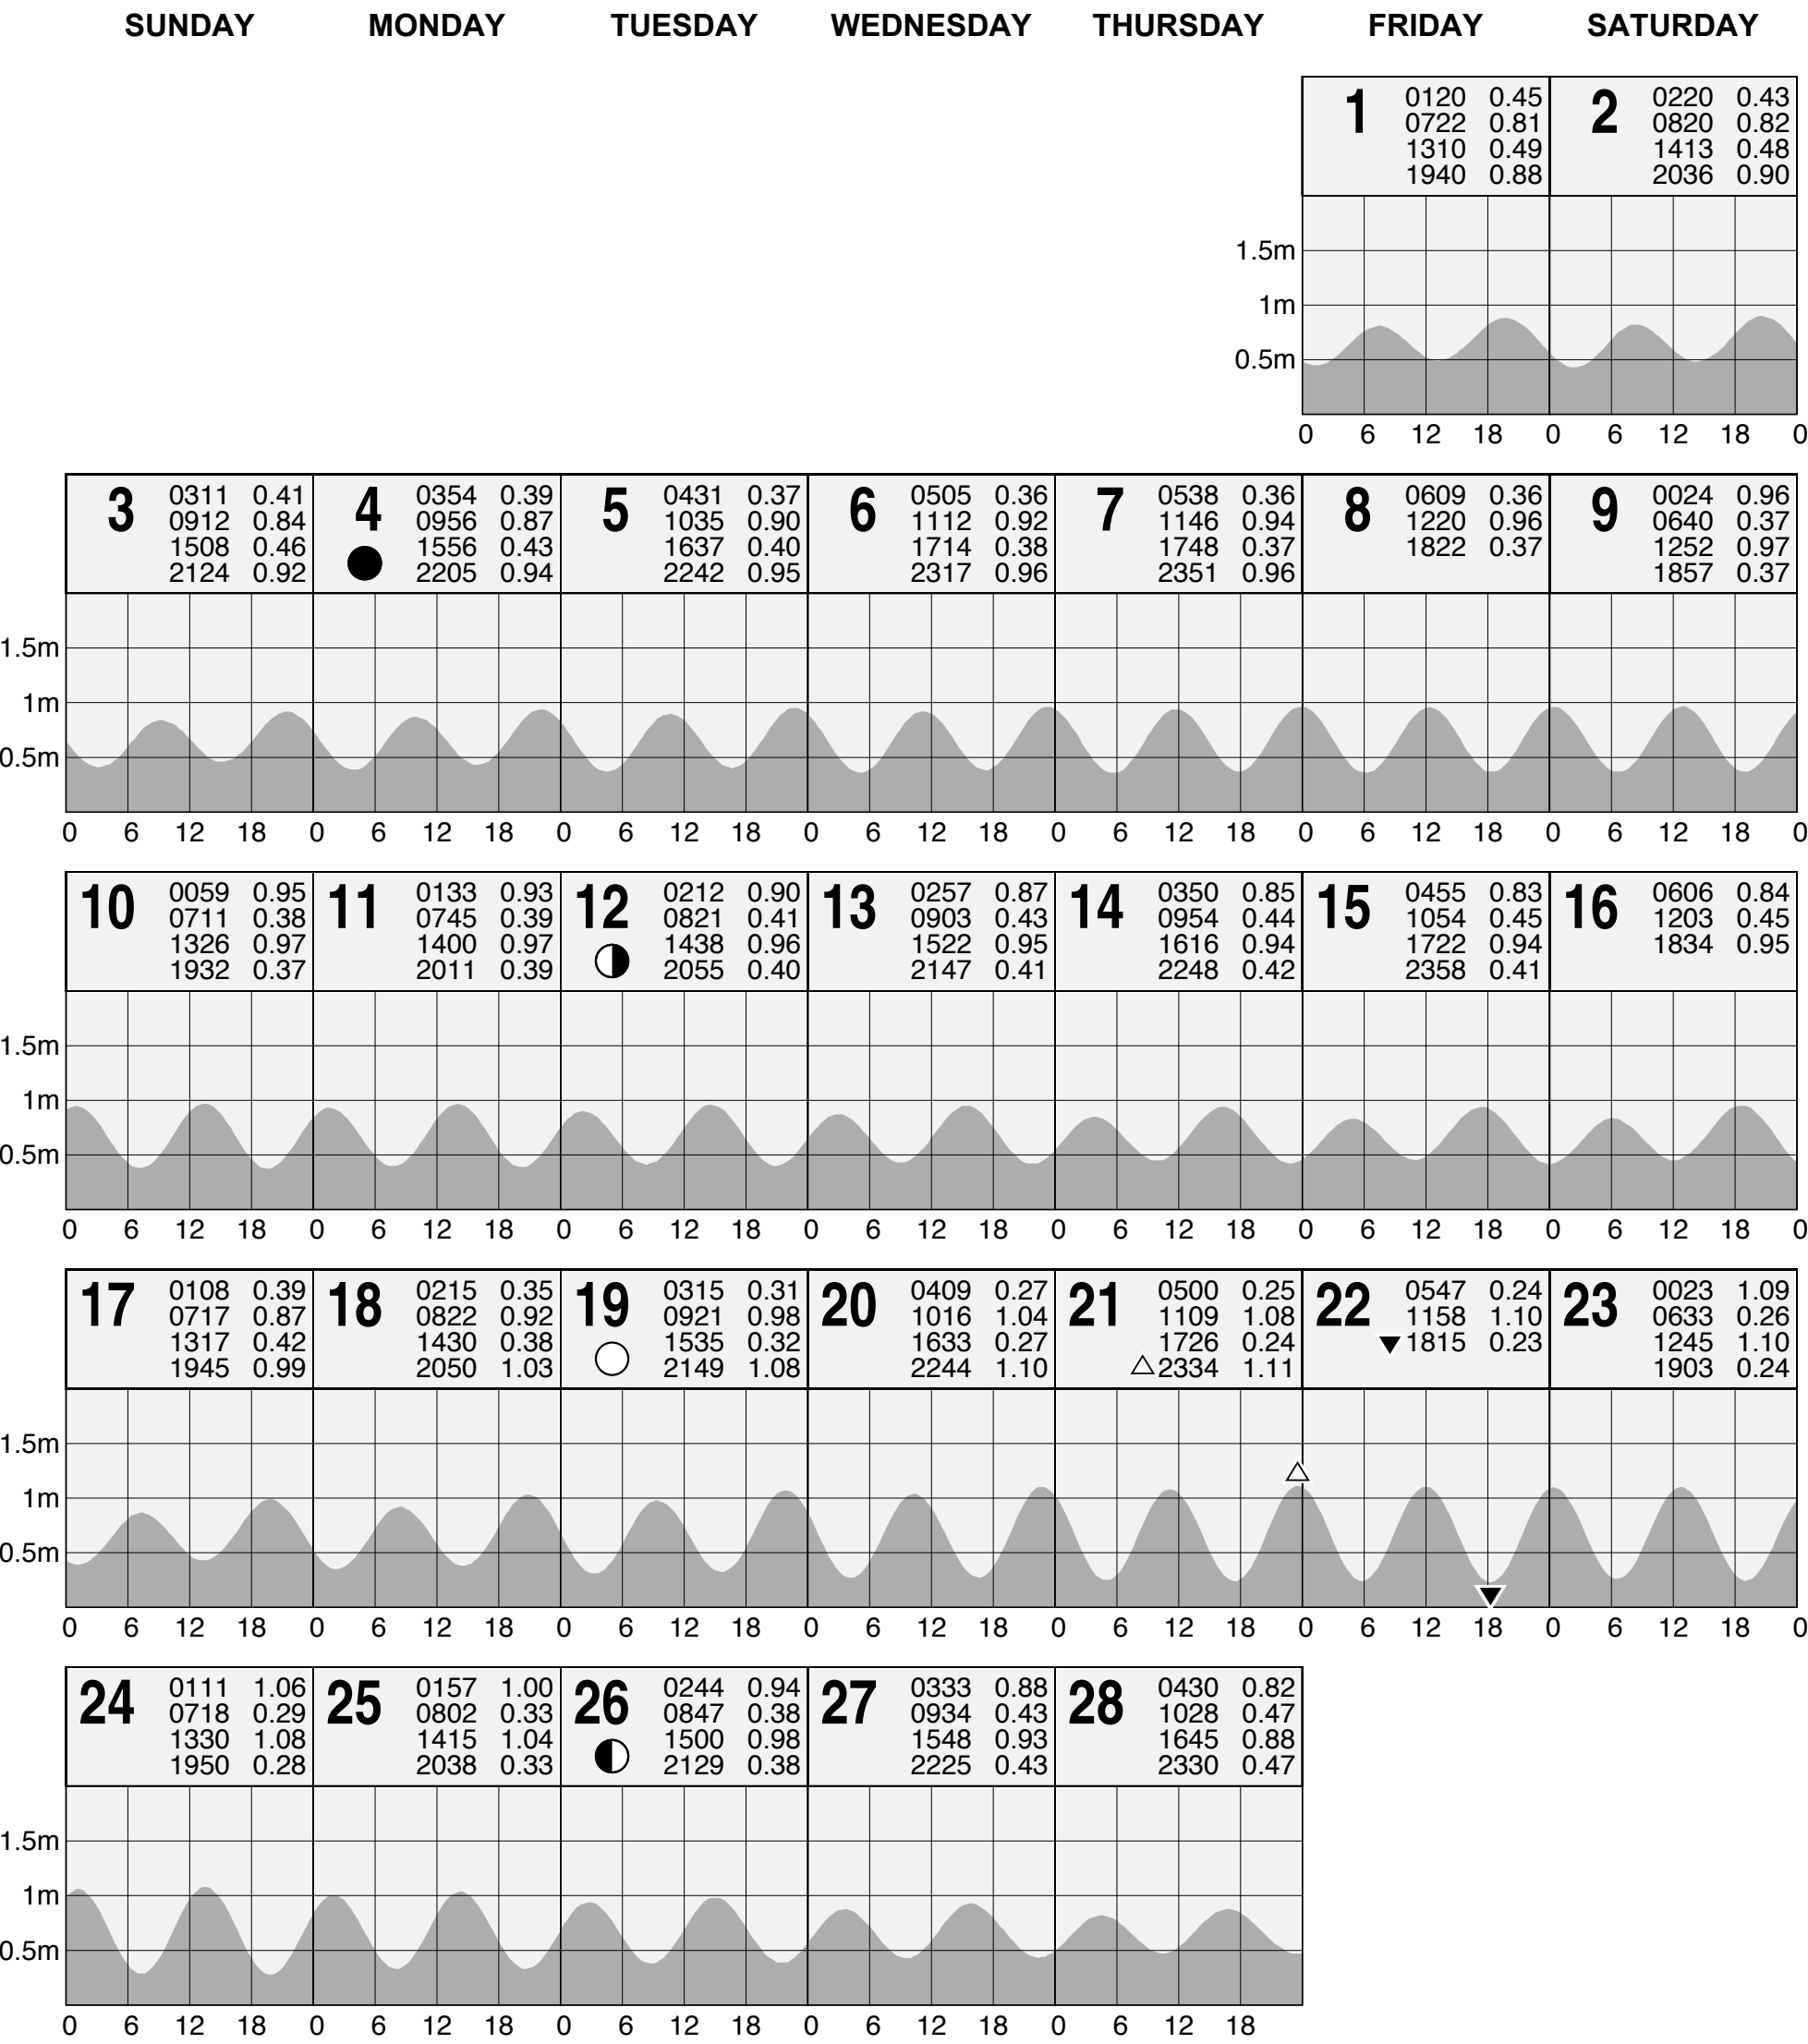 SUNDAY MONDAY TUESDAY WEDNESDAY THURSDAY FRIDAY SATURDAY
1 0120 0.45 2 0220 0.43
0722 0.81 0820 0.82
1310 0.49 1413 0.48
1940 0.88 2036 0.90
1.5m
1m
0.5m
0 6 12 18 0 6 12 18 0
3 0311 0.41 4 0354 0.39 5 0431 0.37 6 0505 0.36 7 0538 0.36 8 0609 0.36 9 0024 0.96
0912 0.84 0956 0.87 1035 0.90 1112 0.92 1146 0.94 1220 0.96 0640 0.37
1508 0.46 1556 0.43 1637 0.40 1714 0.38 1748 0.37 1822 0.37 1252 0.97
2124 0.92 2205 0.94 2242 0.95 2317 0.96 2351 0.96 1857 0.37
1.5m
1m
0.5m
0 6 12 18 0 6 12 18 0 6 12 18 0 6 12 18 0 6 12 18 0 6 12 18 0 6 12 18 0
10 0059 0.95 11 0133 0.93 12 0212 0.90 13 0257 0.87 14 0350 0.85 15 0455 0.83 16 0606 0.84
0711 0.38 0745 0.39 0821 0.41 0903 0.43 0954 0.44 1054 0.45 1203 0.45
1326 0.97 1400 0.97 1438 0.96 1522 0.95 1616 0.94 1722 0.94 1834 0.95
1932 0.37 2011 0.39 2055 0.40 2147 0.41 2248 0.42 2358 0.41
1.5m
1m
0.5m
0 6 12 18 0 6 12 18 0 6 12 18 0 6 12 18 0 6 12 18 0 6 12 18 0 6 12 18 0
17 0108 0.39 18 0215 0.35 19 0315 0.31 20 0409 0.27 21 0500 0.25 22 0547 0.24 23 0023 1.09
0717 0.87 0822 0.92 0921 0.98 1016 1.04 1109 1.08 1158 1.10 0633 0.26
1317 0.42 1430 0.38 1535 0.32 1633 0.27 1726 0.24 1815 0.23 1245 1.10
1945 0.99 2050 1.03 2149 1.08 2244 1.10 2334 1.11 1903 0.24
1.5m
1m
0.5m
0 6 12 18 0 6 12 18 0 6 12 18 0 6 12 18 0 6 12 18 0 6 12 18 0 6 12 18 0
24 0111 1.06 25 0157 1.00 26 0244 0.94 27 0333 0.88 28 0430 0.82
0718 0.29 0802 0.33 0847 0.38 0934 0.43 1028 0.47
1330 1.08 1415 1.04 1500 0.98 1548 0.93 1645 0.88
1950 0.28 2038 0.33 2129 0.38 2225 0.43 2330 0.47
1.5m
1m
0.5m
0 6 12 18 0 6 12 18 0 6 12 18 0 6 12 18 0 6 12 18